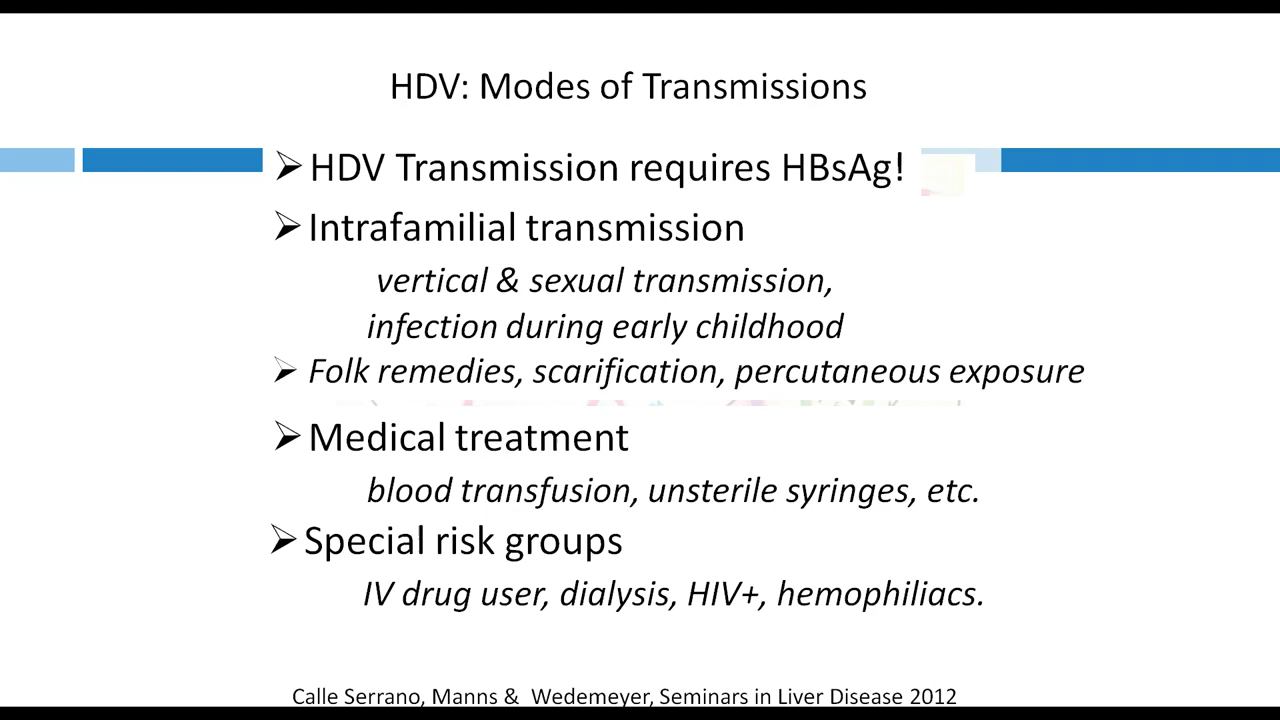 HDV: Modes of Transmissions
➢ HDV Transmission requires HBsAg!
➢ Intrafamilial transmission
vertical & sexual transmission,
infection during early childhood
➢ Folk remedies, scarification, percutaneous exposure
➢ Medical treatment
blood transfusion, unsterile syringes, etc.
➢ Special risk groups
IV drug user, dialysis, HIV+, hemophiliacs.
Calle Serrano, Manns & Wedemeyer, Seminars in Liver Disease 2012